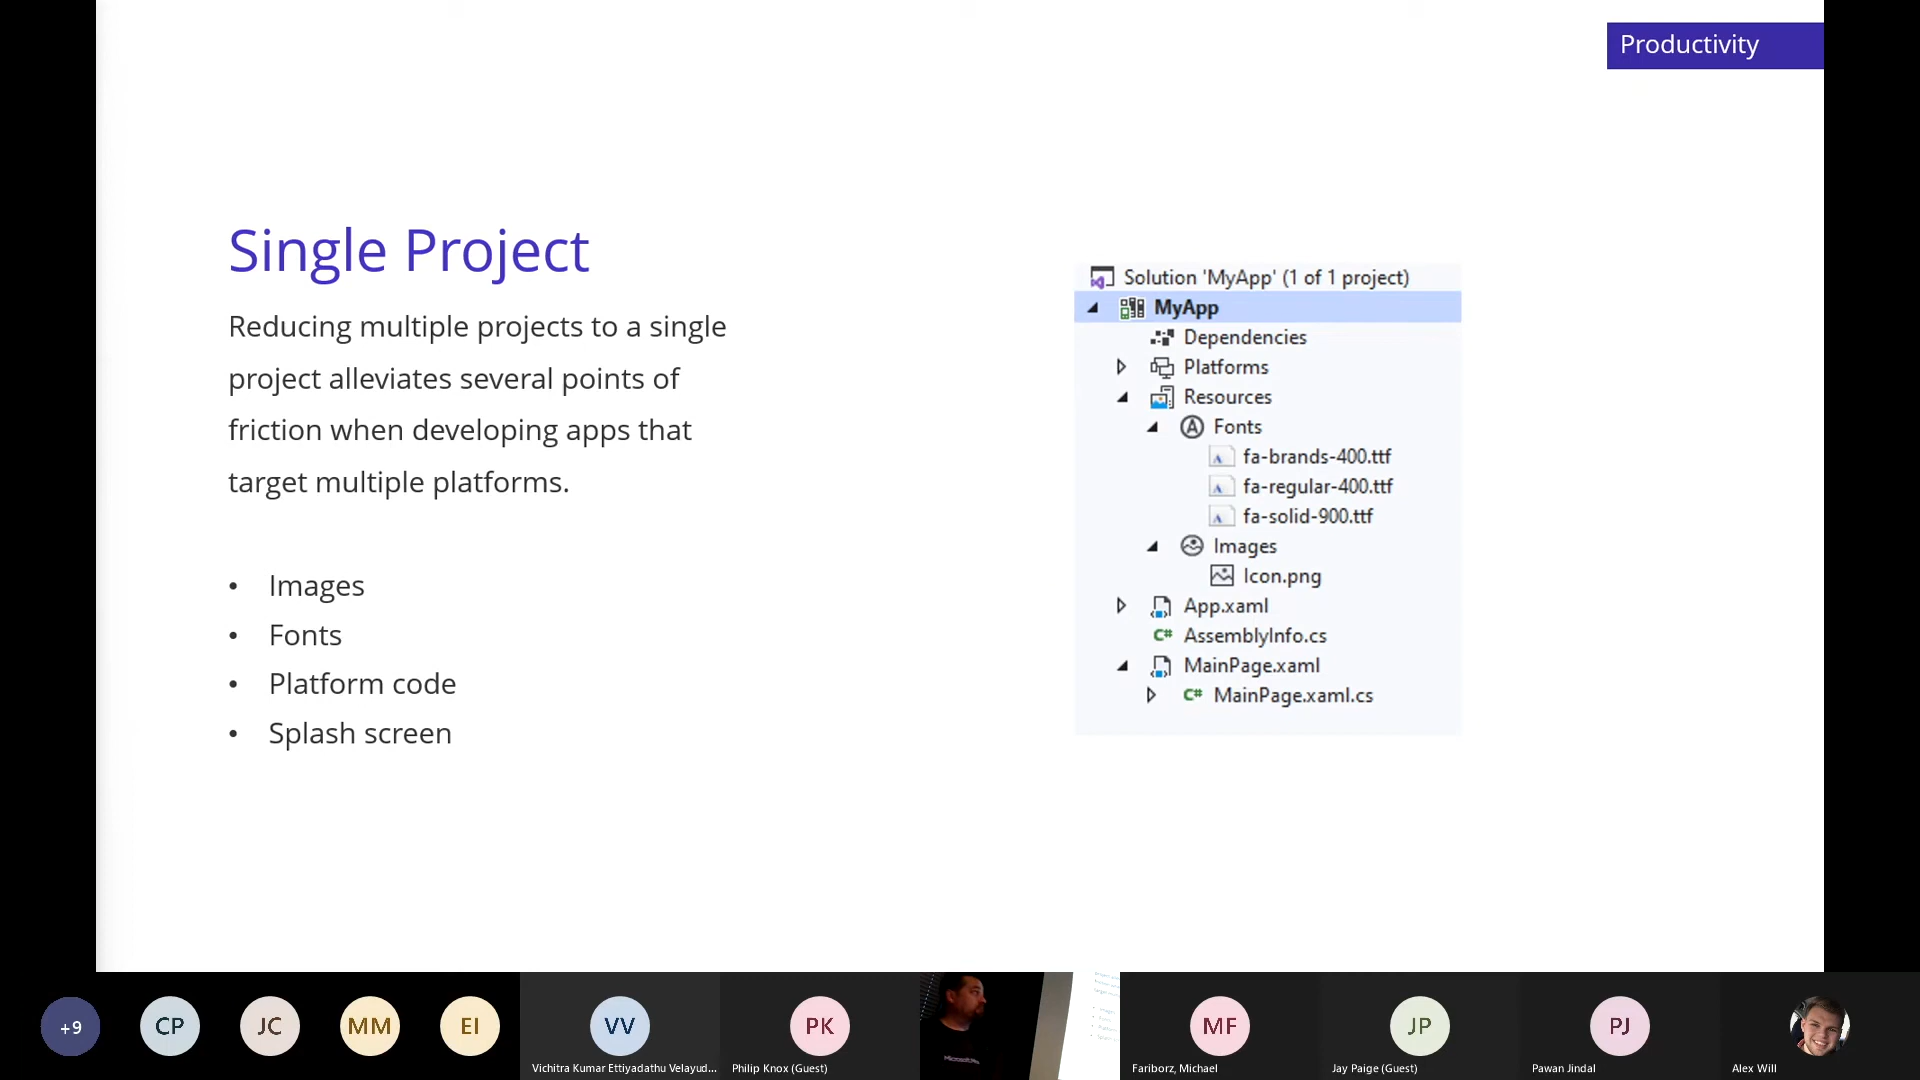 Productivity
Single Project
Reducing multiple projects to a single
project alleviates several points of
friction when developing apps that
target multiple platforms.
• Images
• Fonts
• Platform code
• Splash screen
Solution 'MyApp' (1 of 1 project)
MyApp
Dependencies
Platforms
Resources
Fonts
fa-brands-400.ttf
fa-regular-400.ttf
fa-solid-900.ttf
Images
Icon.png
App.xaml
C# AssemblyInfo.cs
MainPage.xaml
C# MainPage.xaml.cs
+9
CP
JC
MM
EI
VV
Vichitra Kumar Ettiyadathu Velayud...
PK
Philip Knox (Guest)
MF
Fariborz, Michael
JP
Jay Paige (Guest)
PJ
Pawan Jindal
Alex Will